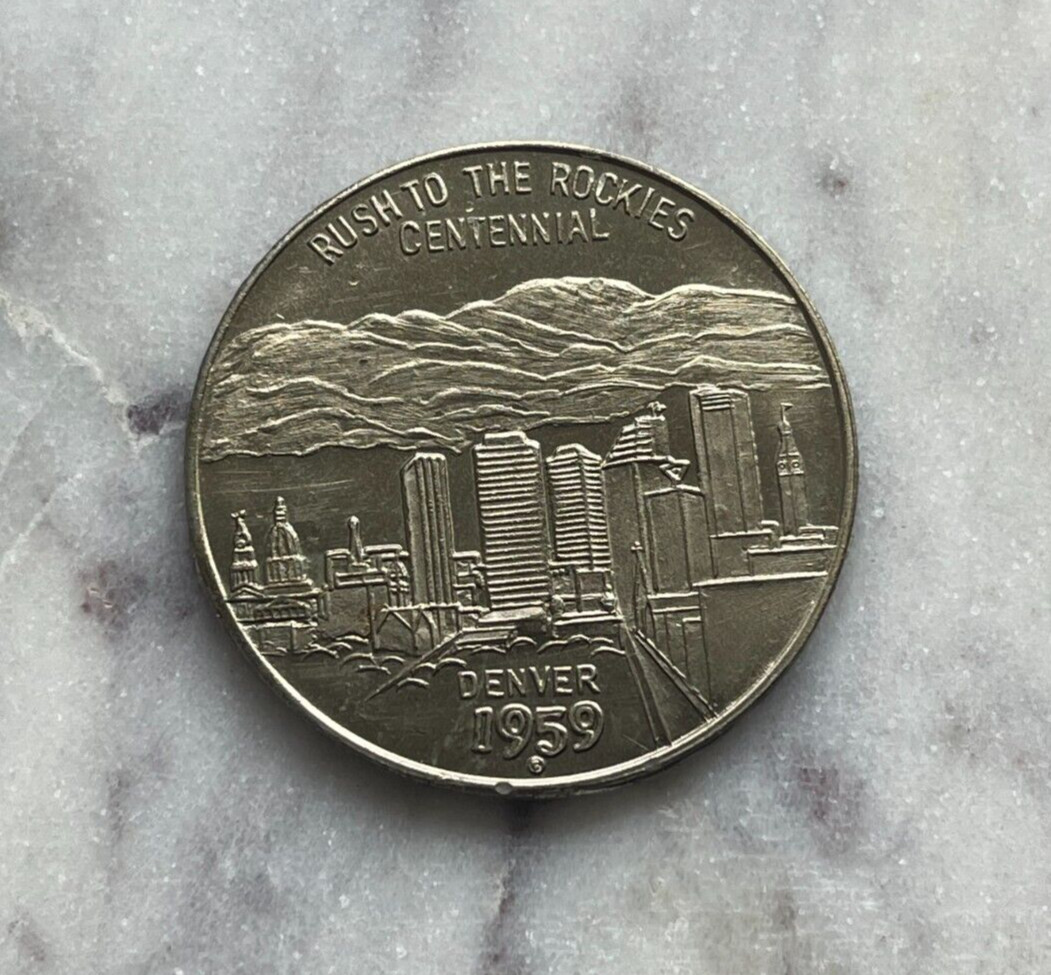 RUSH TO THE ROCKIES
CENTENNIAL
DENVER
1959